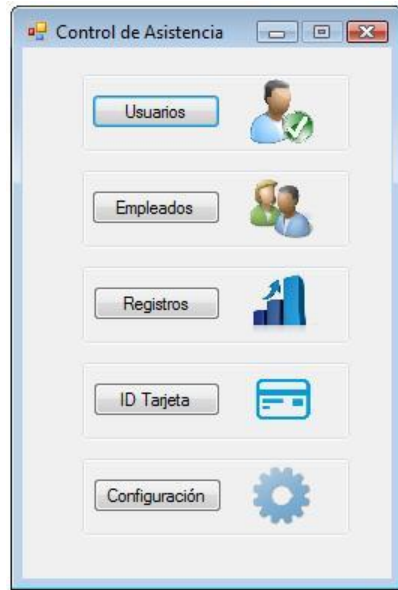 Control de Asistencia
Usuarios
Empleados
Registros
ID Tarjeta
Configuración